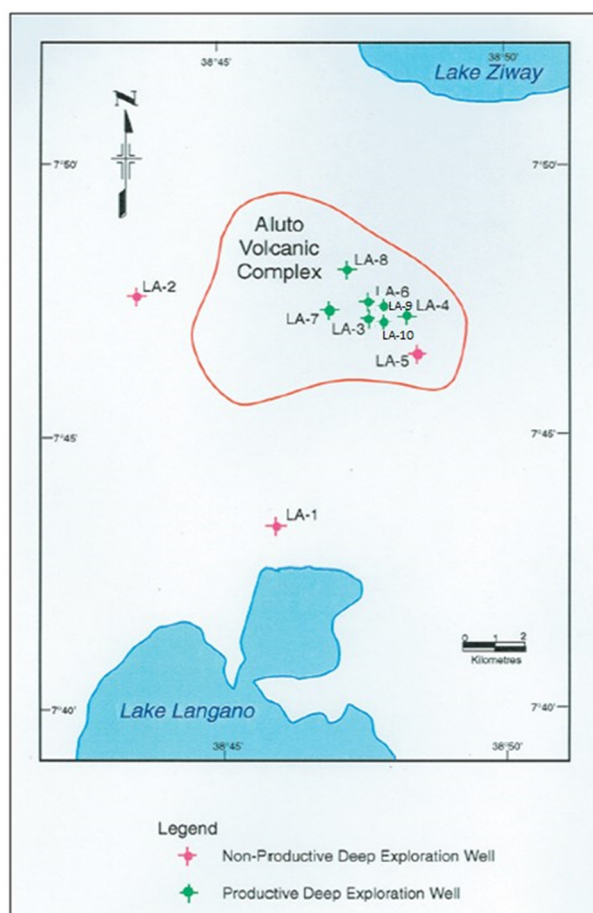 38°45'
38°50'
Lake Ziway
N
7°50'
7°50'
Aluto
Volcanic
Complex
LA-8
LA-2
LA-6
LA-9
LA-4
LA-7
LA-3
LA-10
LA-5
7°45'
7°45'
LA-1
0 1 2
Kilometres
7°40'
7°40'
Lake Langano
38°45'
38°50'
Legend
Non-Productive Deep Exploration Well
Productive Deep Exploration Well